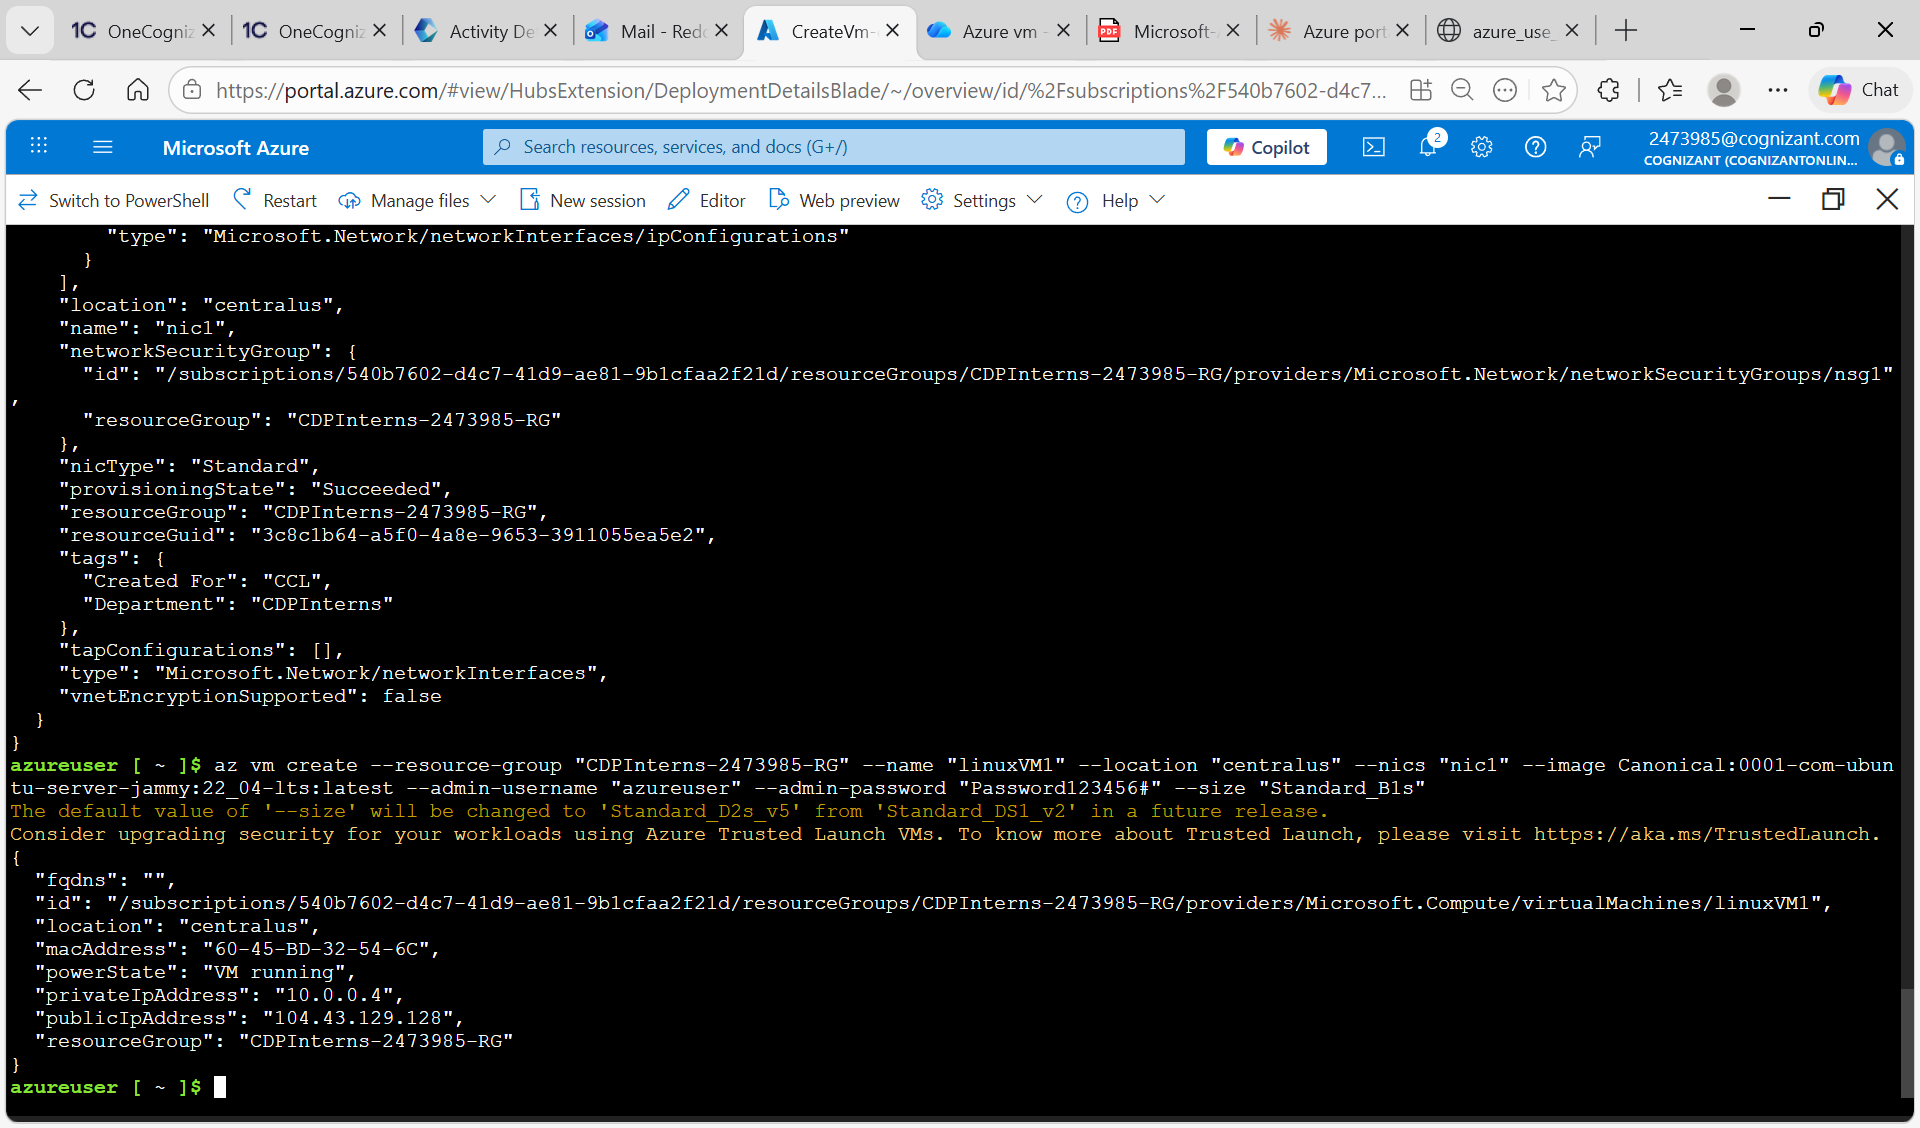 OneCogniz
OneCogniz
Activity De
Mail - Redc
CreateVm-
Azure vm -
Microsoft-
Azure port
azure_use_
https://portal.azure.com/#view/HubsExtension/DeploymentDetailsBlade/~/overview/id/%2Fsubscriptions%2F540b7602-d4c7...
Chat
Microsoft Azure
Search resources, services, and docs (G+/)
Copilot
2
2473985@cognizant.com
COGNIZANT (COGNIZANTONLIN...
Switch to PowerShell
Restart
Manage files
New session
Editor
Web preview
Settings
Help
"type": "Microsoft.Network/networkInterfaces/ipConfigurations"
}
],
"location": "centralus",
"name": "nic1",
"networkSecurityGroup": {
"id": "/subscriptions/540b7602-d4c7-41d9-ae81-9b1cfaa2f21d/resourceGroups/CDPInterns-2473985-RG/providers/Microsoft.Network/networkSecurityGroups/nsg1"
,
"resourceGroup": "CDPInterns-2473985-RG"
},
"nicType": "Standard",
"provisioningState": "Succeeded",
"resourceGroup": "CDPInterns-2473985-RG",
"resourceGuid": "3c8c1b64-a5f0-4a8e-9653-3911055ea5e2",
"tags": {
"Created For": "CCL",
"Department": "CDPInterns"
},
"tapConfigurations": [],
"type": "Microsoft.Network/networkInterfaces",
"vnetEncryptionSupported": false
}
}
azureuser [ ~ ]$ az vm create --resource-group "CDPInterns-2473985-RG" --name "linuxVM1" --location "centralus" --nics "nic1" --image Canonical:0001-com-ubun
tu-server-jammy:22_04-lts:latest --admin-username "azureuser" --admin-password "Password123456#" --size "Standard_B1s"
The default value of '--size' will be changed to 'Standard_D2s_v5' from 'Standard_DS1_v2' in a future release.
Consider upgrading security for your workloads using Azure Trusted Launch VMs. To know more about Trusted Launch, please visit https://aka.ms/TrustedLaunch.
{
"fqdns": "",
"id": "/subscriptions/540b7602-d4c7-41d9-ae81-9b1cfaa2f21d/resourceGroups/CDPInterns-2473985-RG/providers/Microsoft.Compute/virtualMachines/linuxVM1",
"location": "centralus",
"macAddress": "60-45-BD-32-54-6C",
"powerState": "VM running",
"privateIpAddress": "10.0.0.4",
"publicIpAddress": "104.43.129.128",
"resourceGroup": "CDPInterns-2473985-RG"
}
azureuser [ ~ ]$